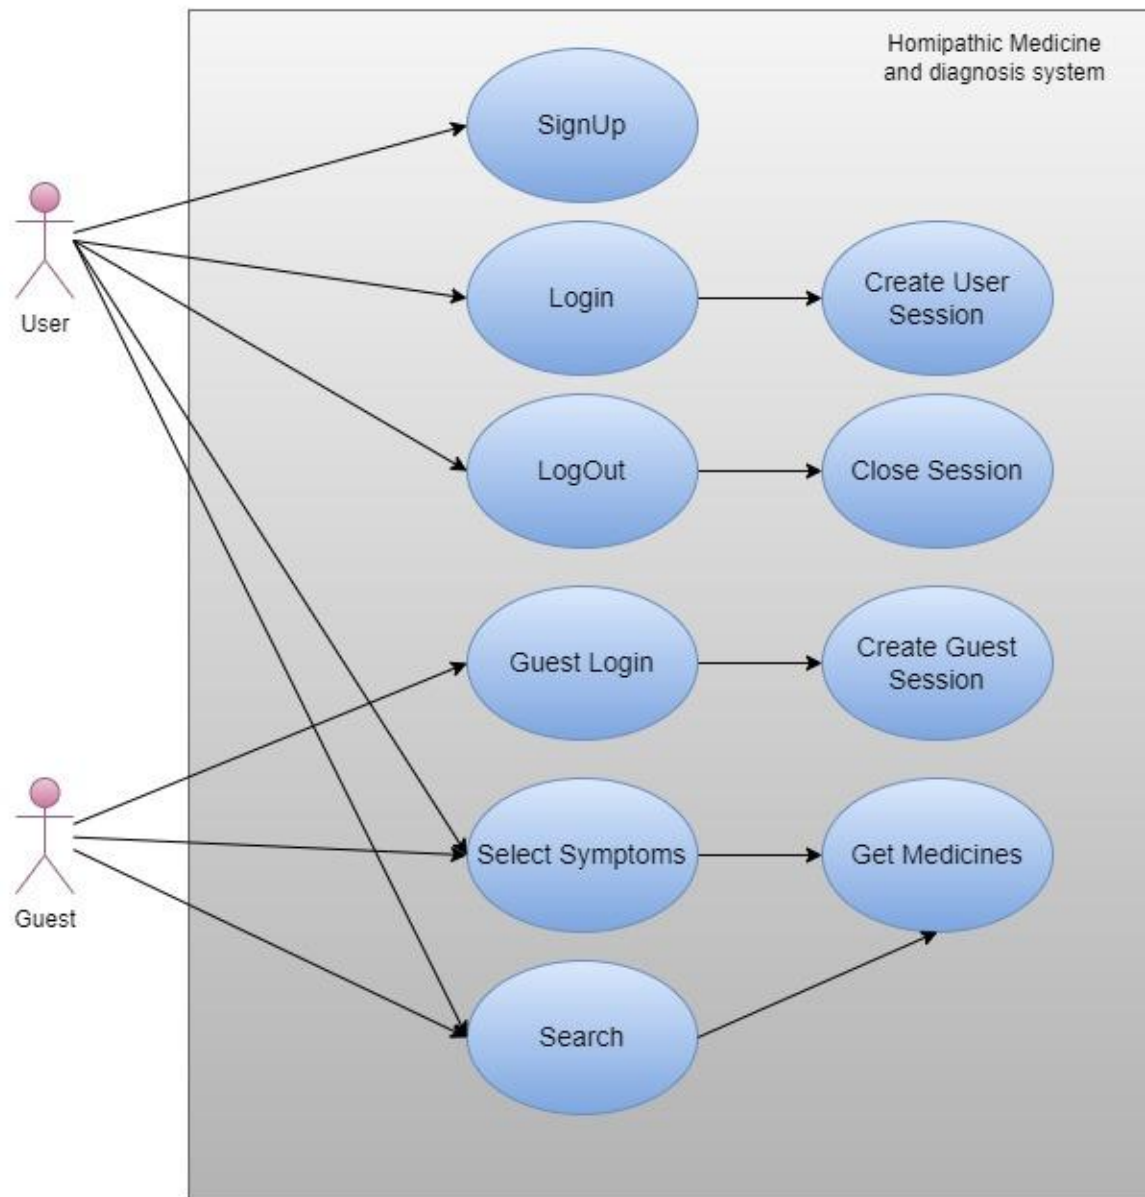 Homipathic Medicine
and diagnosis system
SignUp
User
Login
Create User
Session
LogOut
Close Session
Guest Login
Create Guest
Session
Guest
Select Symptoms
Get Medicines
Search